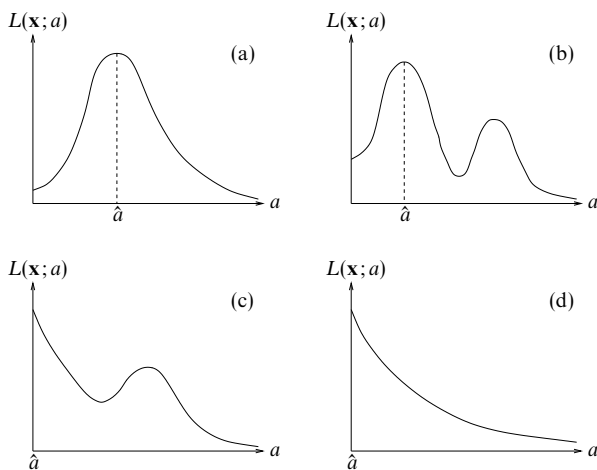 L(x; a)
(a)
a
â
L(x; a)
(b)
a
â
L(x; a)
(c)
a
â
L(x; a)
(d)
a
â